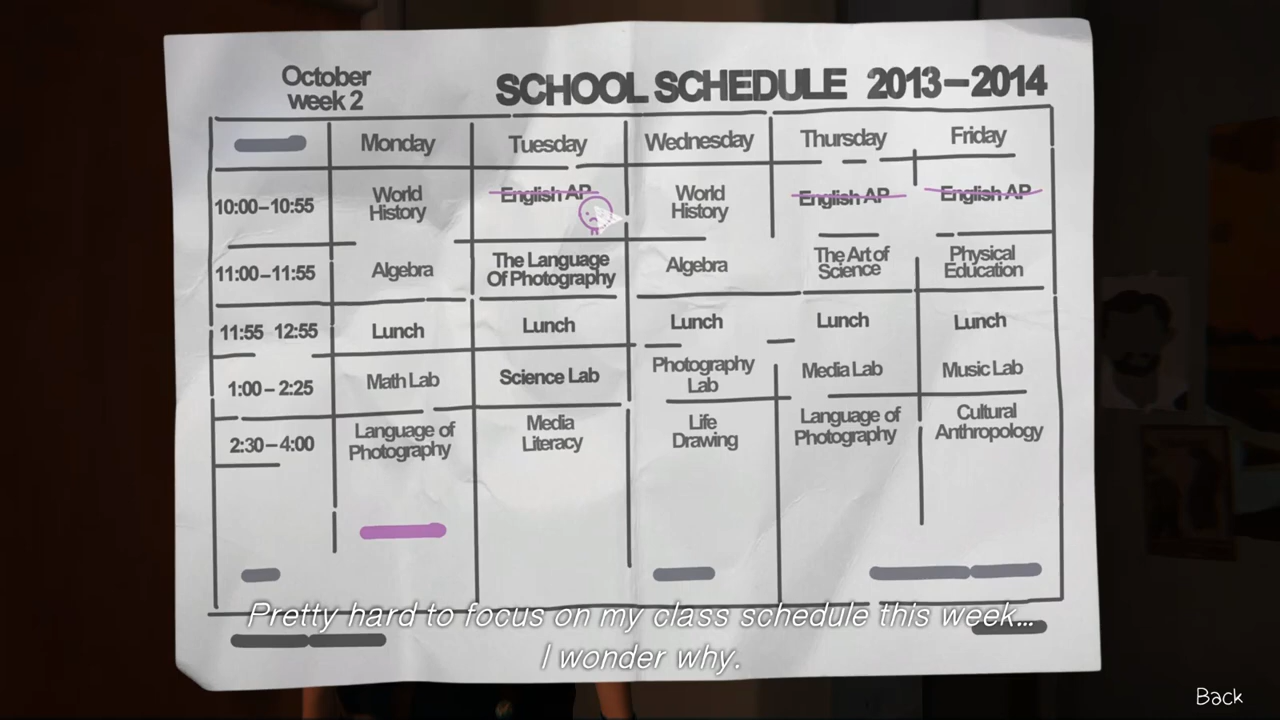 October
week 2
SCHOOL SCHEDULE 2013-2014
Monday
Tuesday
Wednesday
Thursday
Friday
10:00-10:55
World
History
English AP
World
History
English AP
English AP
11:00-11:55
Algebra
The Language
Of Photography
Algebra
The Art of
Science
Physical
Education
11:55 12:55
Lunch
Lunch
Lunch
Lunch
Lunch
1:00-2:25
Math Lab
Science Lab
Photography
Lab
Media Lab
Music Lab
2:30-4:00
Language of
Photography
Media
Literacy
Life
Drawing
Language of
Photography
Cultural
Anthropology
Pretty hard to focus on my class schedule this week...
I wonder why.
Back